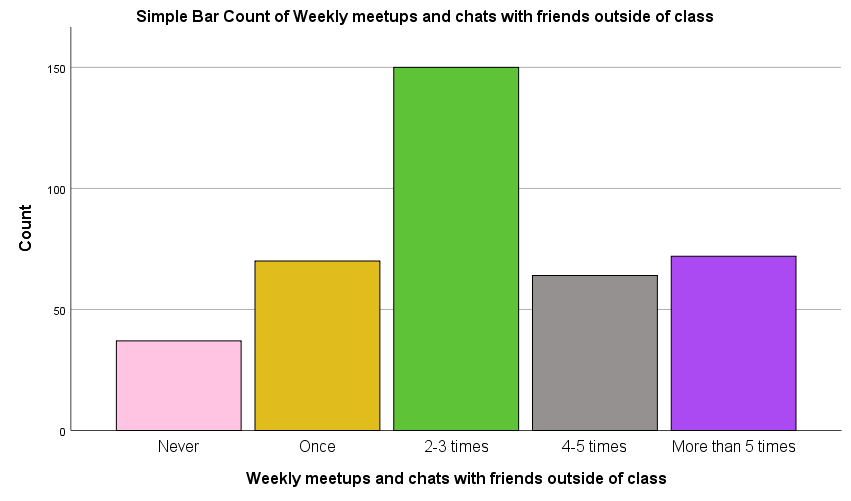 Simple Bar Count of Weekly meetups and chats with friends outside of class
150
100
50
0
Count
Never
Once
2-3 times
4-5 times
More than 5 times
Weekly meetups and chats with friends outside of class